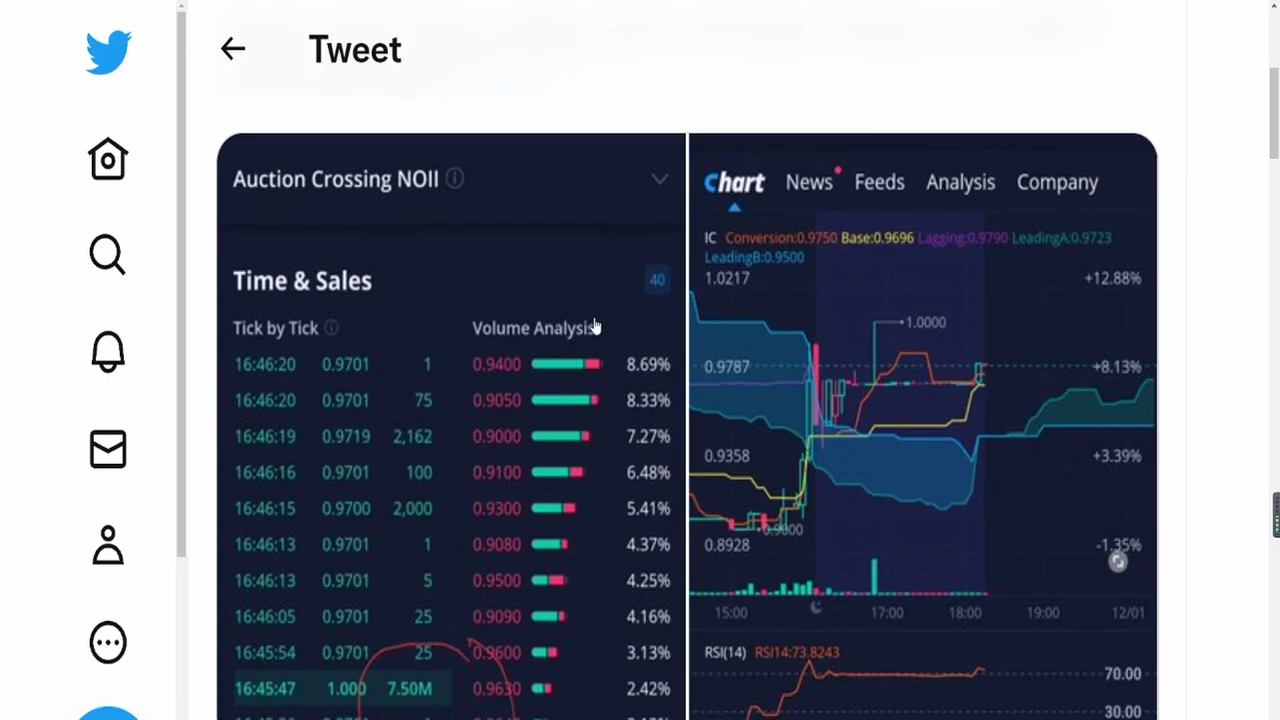 Tweet
Auction Crossing NOII
Time & Sales
40
Tick by Tick
Volume Analysis
16:46:20 0.9701 1 0.9400 8.69%
16:46:20 0.9701 75 0.9050 8.33%
16:46:19 0.9719 2,162 0.9000 7.27%
16:46:16 0.9701 100 0.9100 6.48%
16:46:15 0.9700 2,000 0.9300 5.41%
16:46:13 0.9701 1 0.9080 4.37%
16:46:13 0.9701 5 0.9500 4.25%
16:46:05 0.9701 25 0.9090 4.16%
15:45:54 0.9701 25 0.9600 3.13%
16:45:47 1.000 7.50M 0.9630 2.42%
Chart News Feeds Analysis Company
IC Conversion:0.9750 Base:0.9696 Lagging:0.9790 LeadingA:0.9723
LeadingB:0.9500
1.0217 +12.88%
1.0000
0.9787 +8.13%
0.9358 +3.39%
0.9000
0.8928 -1.35%
15:00 17:00 18:00 19:00 12/01
RSI(14) RSI14:73.8243
70.00
30.00